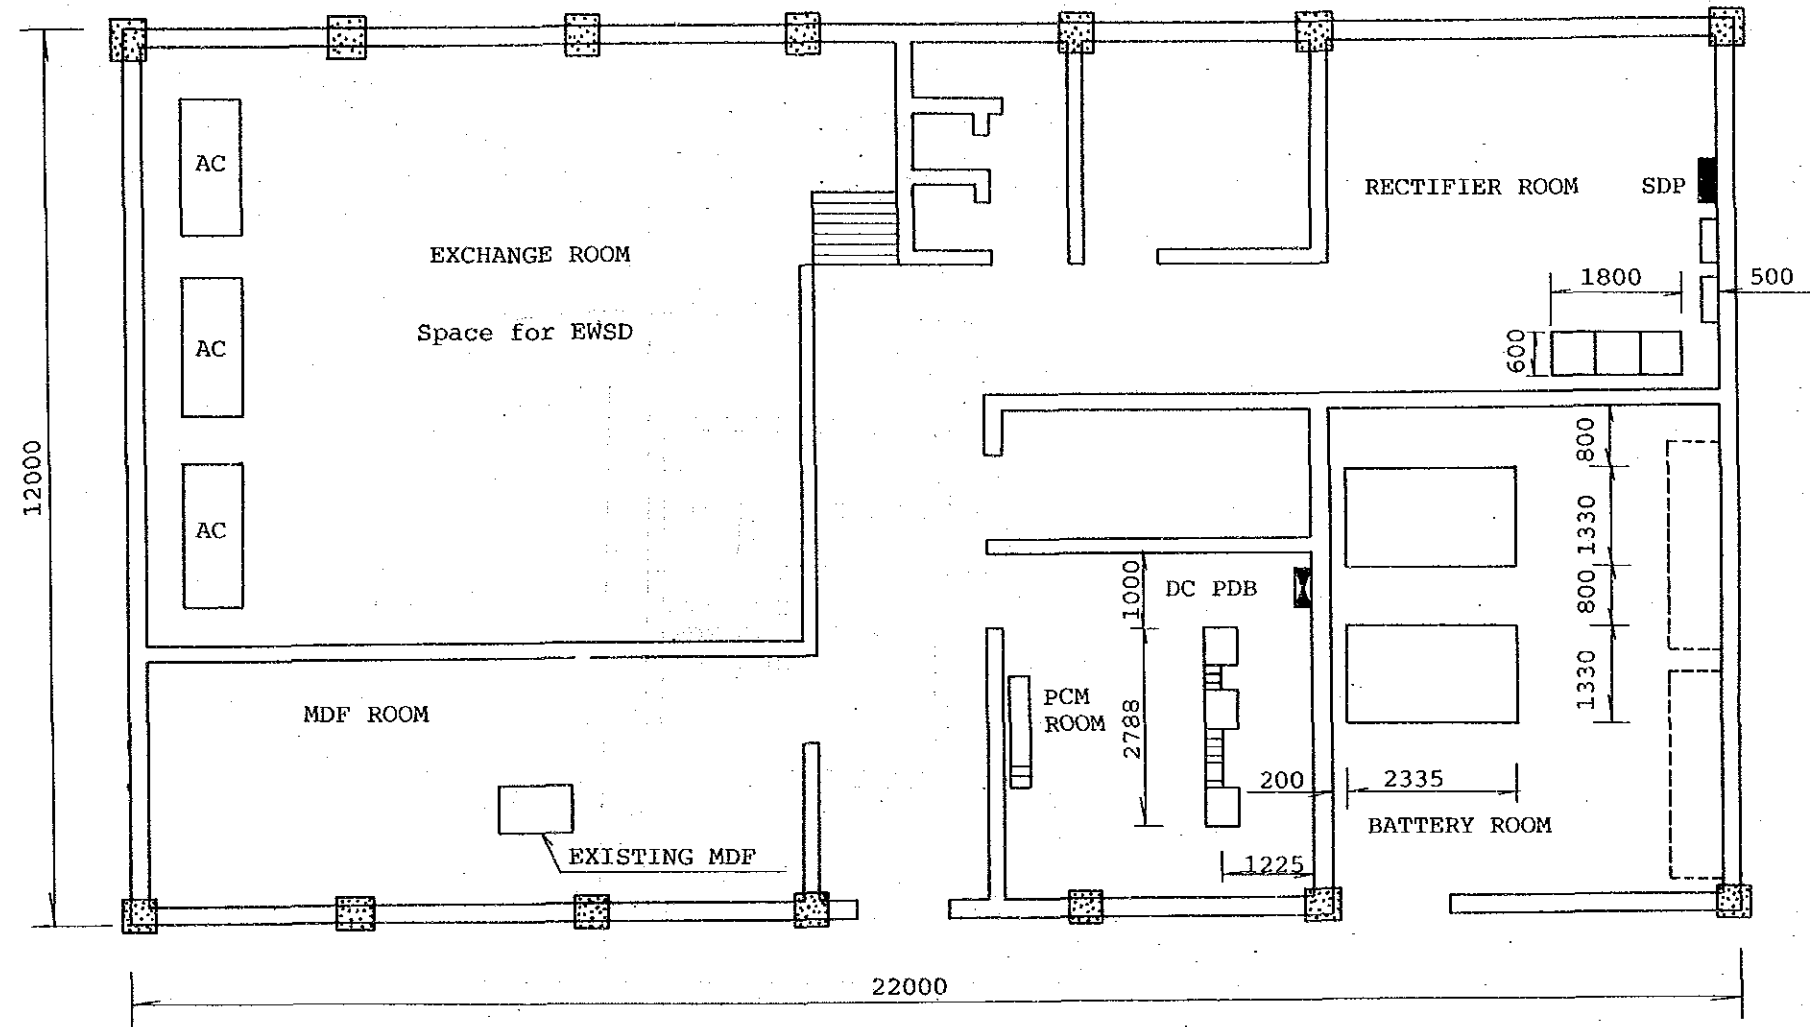 AC
RECTIFIER ROOM
SDP
EXCHANGE ROOM
1800
500
Space for EWSD
AC
600
800
12000
1330
AC
DC PDB
1000
800
1330
PCM
ROOM
MDF ROOM
2788
200
2335
BATTERY ROOM
EXISTING MDF
1225
22000